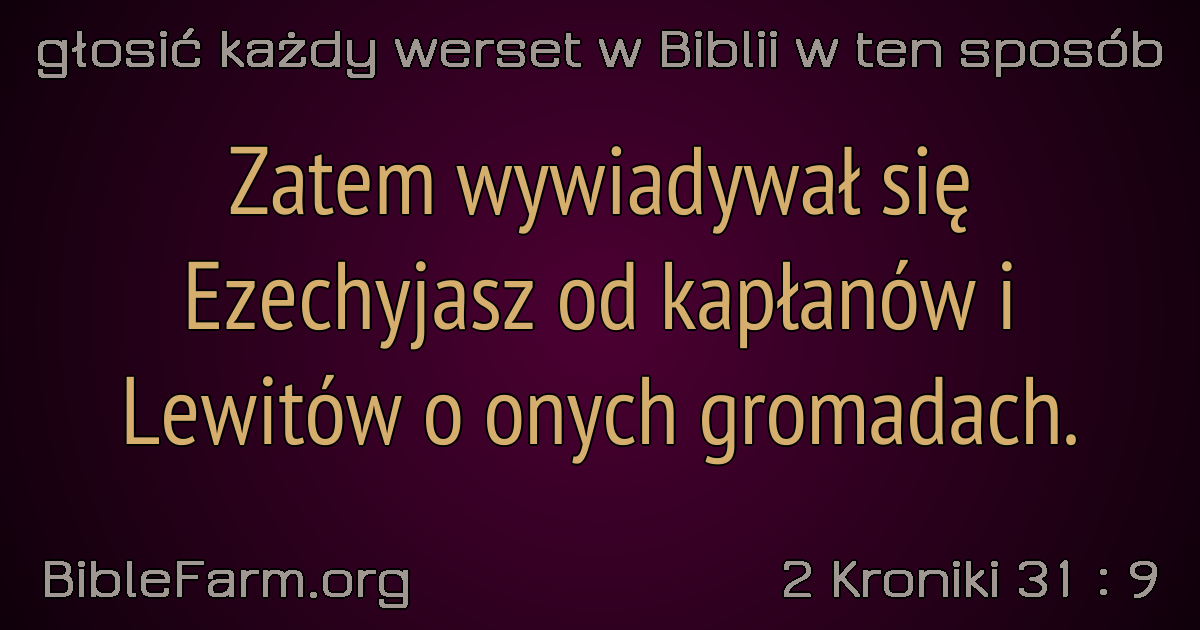 głosić każdy werset w Biblii w ten sposób
Zatem wywiadywał się
Ezechyjasz od kapłanów i
Lewitów o onych gromadach.
BibleFarm.org
2 Kroniki 31 : 9